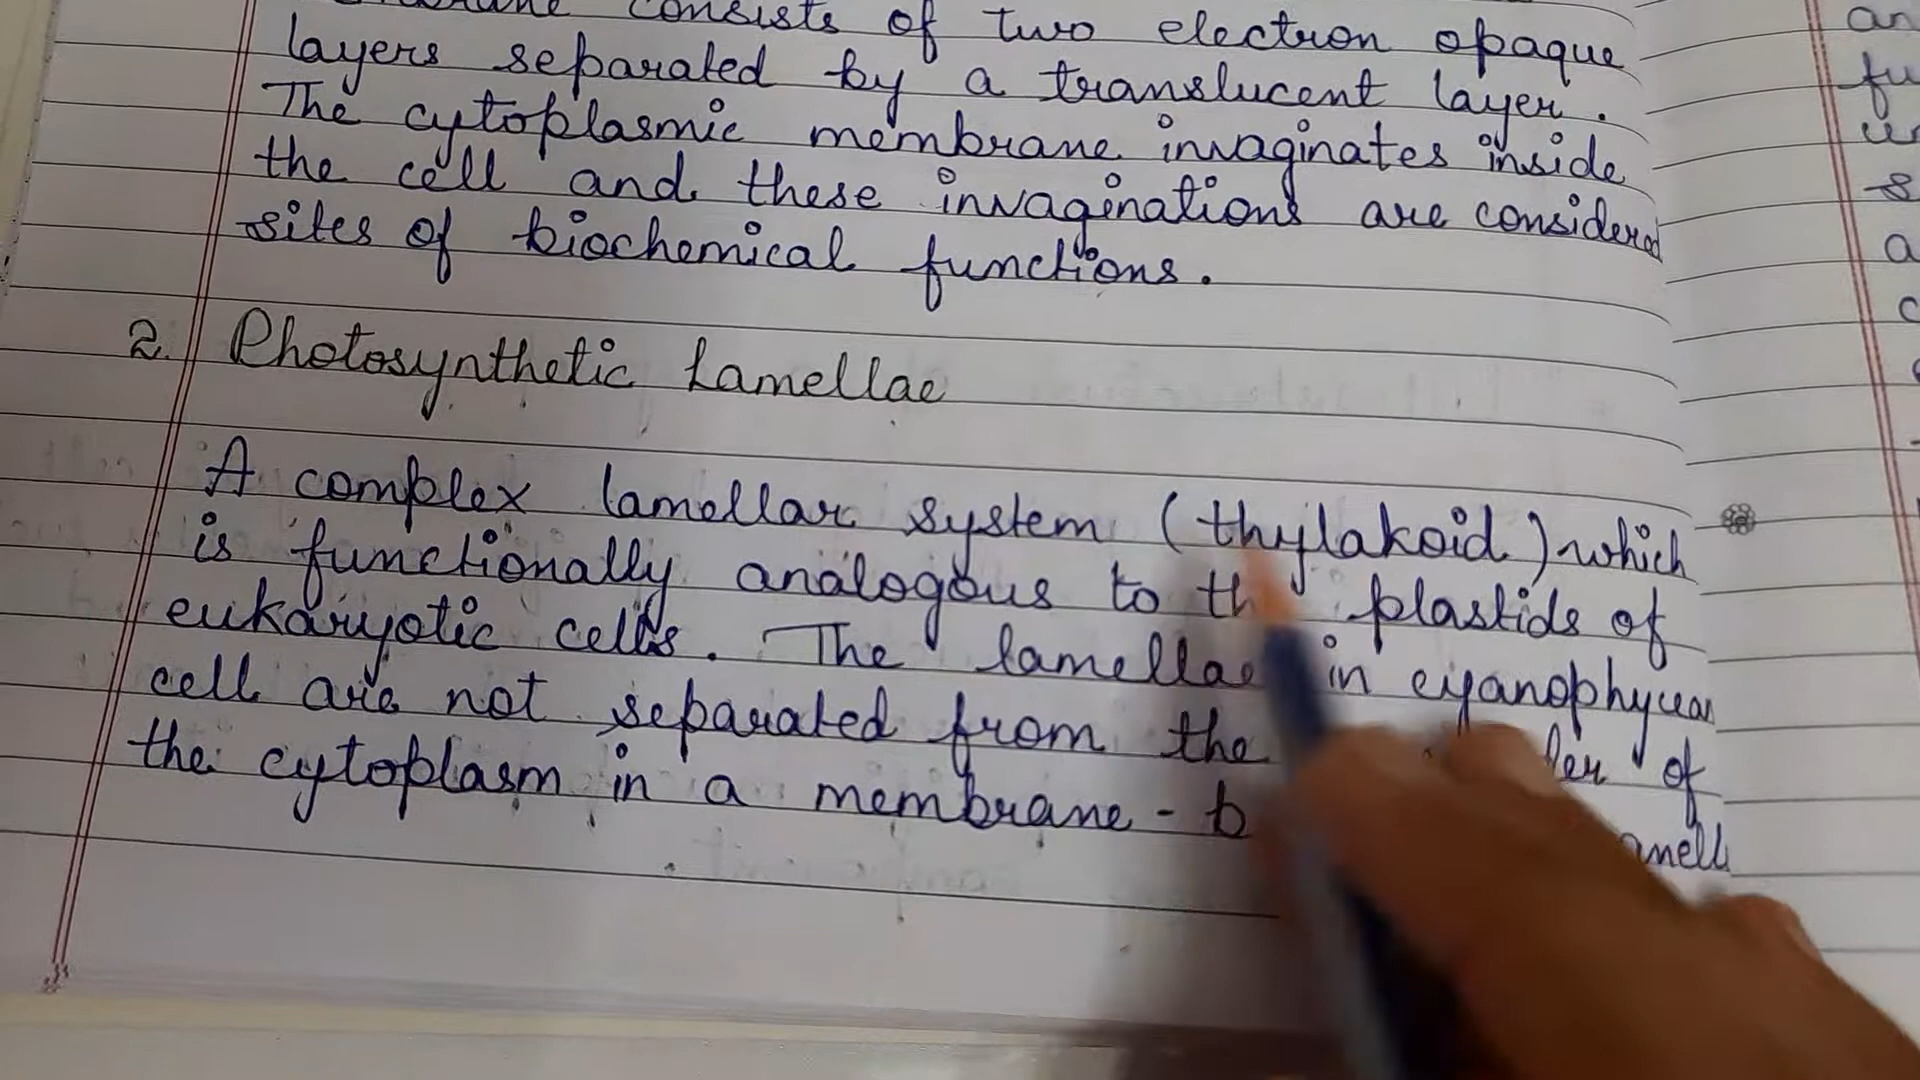 consists of two electron opaque
layers separated by a translucent layer.
The cytoplasmic membrane invaginates inside
the cell and these invaginations are considered
sites of biochemical functions.
2. Photosynthetic Lamellae
A complex lamellar system (thylakoid) which
is functionally analogous to plastids of
eukaryotic cells. The lamellae in cyanophycean
cell are not separated from the of
the cytoplasm in a membrane - b